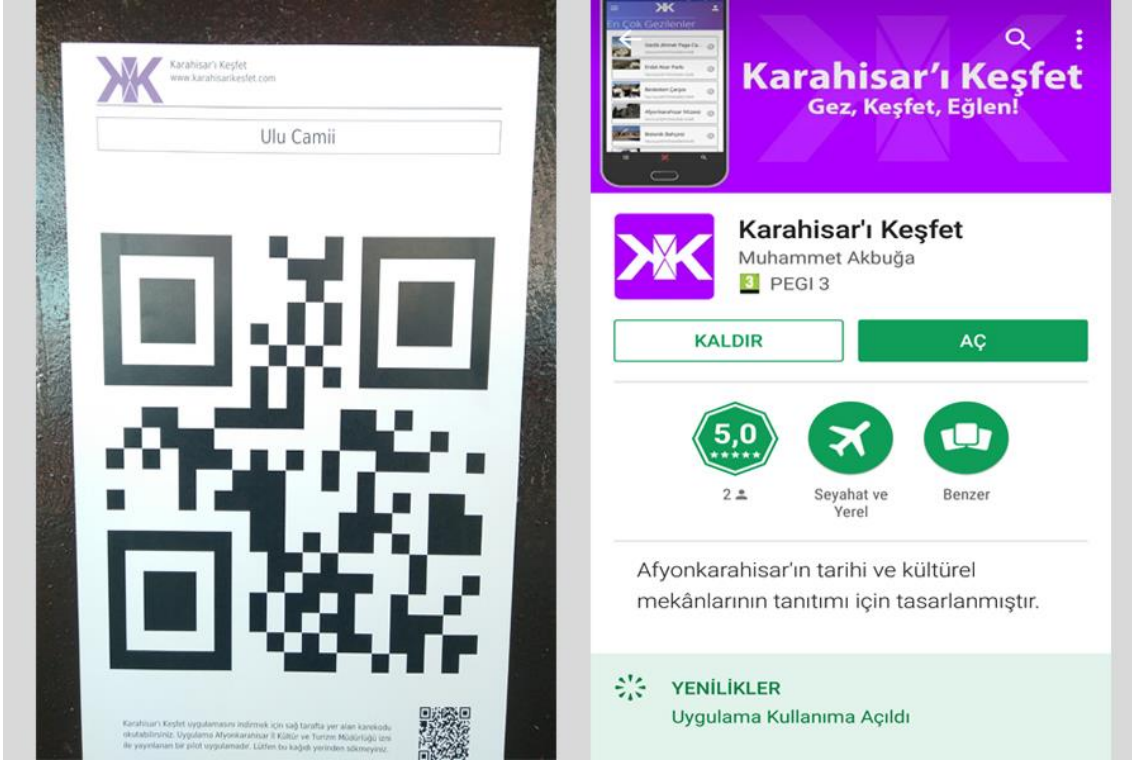 Karahisar'ı Keşfet
www.karahisarikesfet.com
Ulu Camii
Karahisar'ı Keşfet uygulamasını indirmek için sağ tarafta yer alan karekodu
okutabilirsiniz. Uygulama Afyonkarahisar İl Kültür ve Turizm Müdürlüğü izni
ile yayınlanan bir pilot uygulamadır. Lütfen bu kağıdı yerinden sökmeyiniz.
En Çok Gezilenler
Karahisar'ı Keşfet
Gez, Keşfet, Eğlen!
Karahisar'ı Keşfet
Muhammet Akbuğa
3 PEGI 3
KALDIR
AÇ
5,0
2
Seyahat ve
Yerel
Benzer
Afyonkarahisar'ın tarihi ve kültürel
mekânlarının tanıtımı için tasarlanmıştır.
YENİLİKLER
Uygulama Kullanıma Açıldı